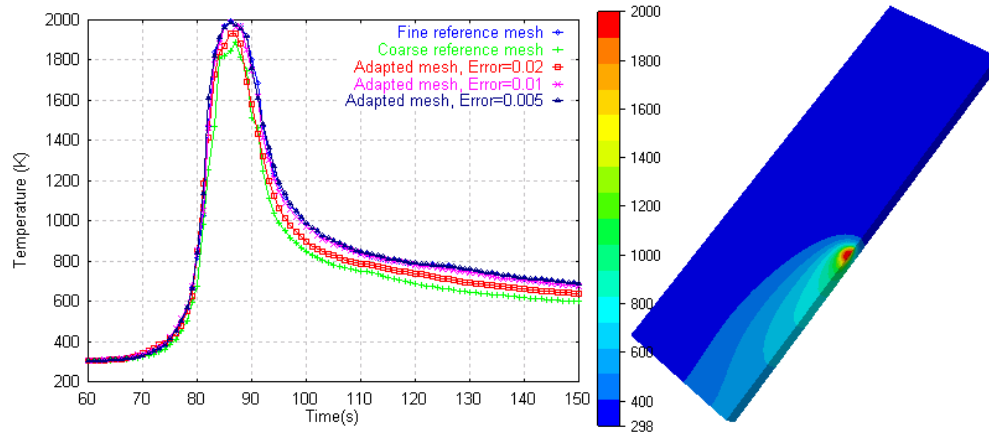 2000
1800
1600
1400
1200
1000
800
600
400
200
Temperature (K)
Fine reference mesh
Coarse reference mesh
Adapted mesh, Error=0.02
Adapted mesh, Error=0.01
Adapted mesh, Error=0.005
60 70 80 90 100 110 120 130 140 150
Time(s)
2000
1800
1600
1400
1200
1000
800
600
400
298